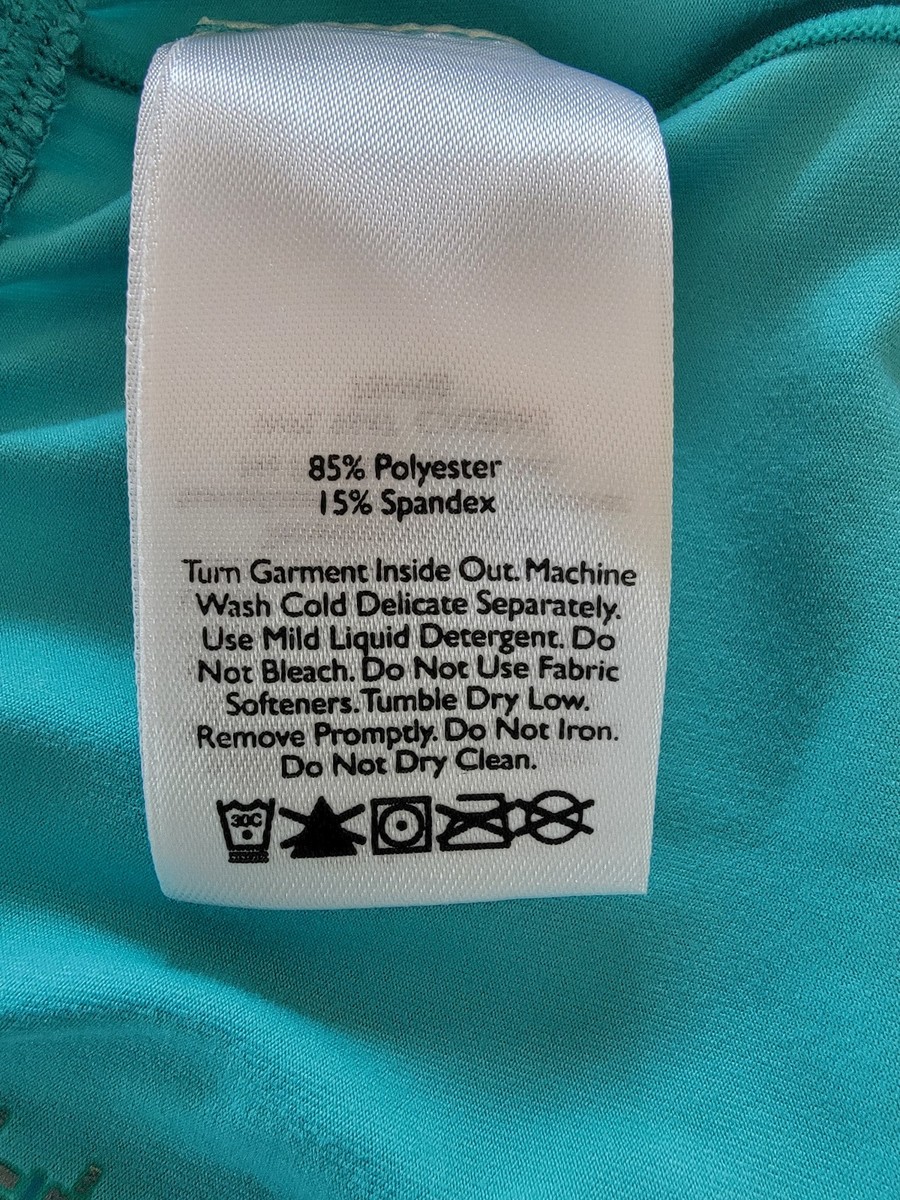 85% Polyester
15% Spandex
Turn Garment Inside Out. Machine
Wash Cold Delicate Separately.
Use Mild Liquid Detergent. Do
Not Bleach. Do Not Use Fabric
Softeners. Tumble Dry Low.
Remove Promptly. Do Not Iron.
Do Not Dry Clean.
30C